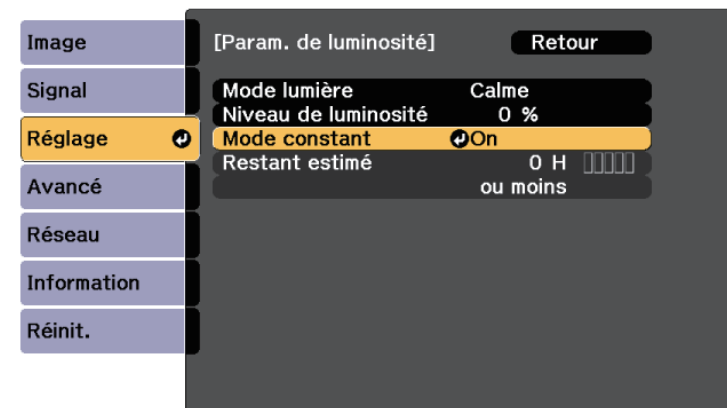 Image
Signal
Réglage
Avancé
Réseau
Information
Réinit.
[Param. de luminosité] Retour
Mode lumière Calme
Niveau de luminosité 0 %
Mode constant On
Restant estimé 0 H
ou moins